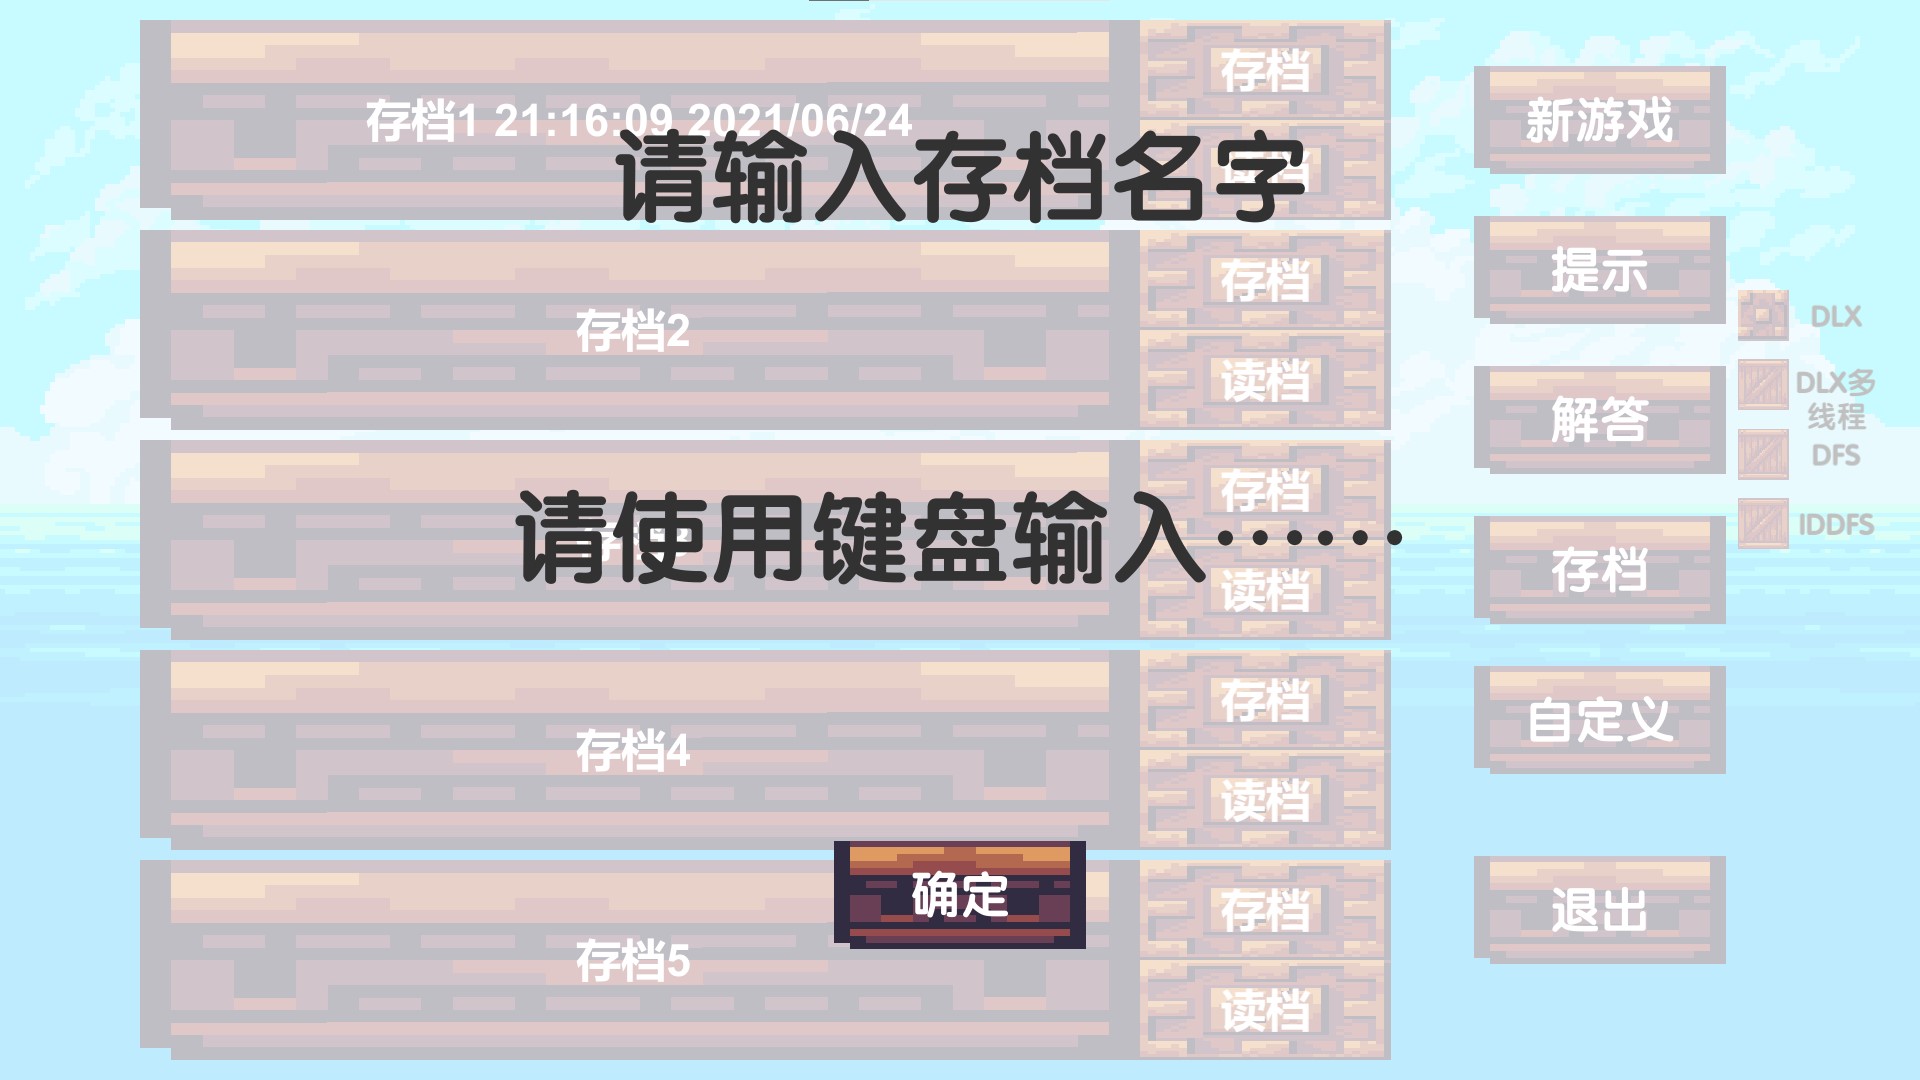 请输入存档名字
请使用键盘输入······
确定
存档1 21:16:09 2021/06/24
存档
存档2
存档
读档
存档
读档
存档4
存档
读档
存档5
存档
读档
新游戏
提示
解答
存档
自定义
退出
DLX
DLX多
线程
DFS
IDDFS